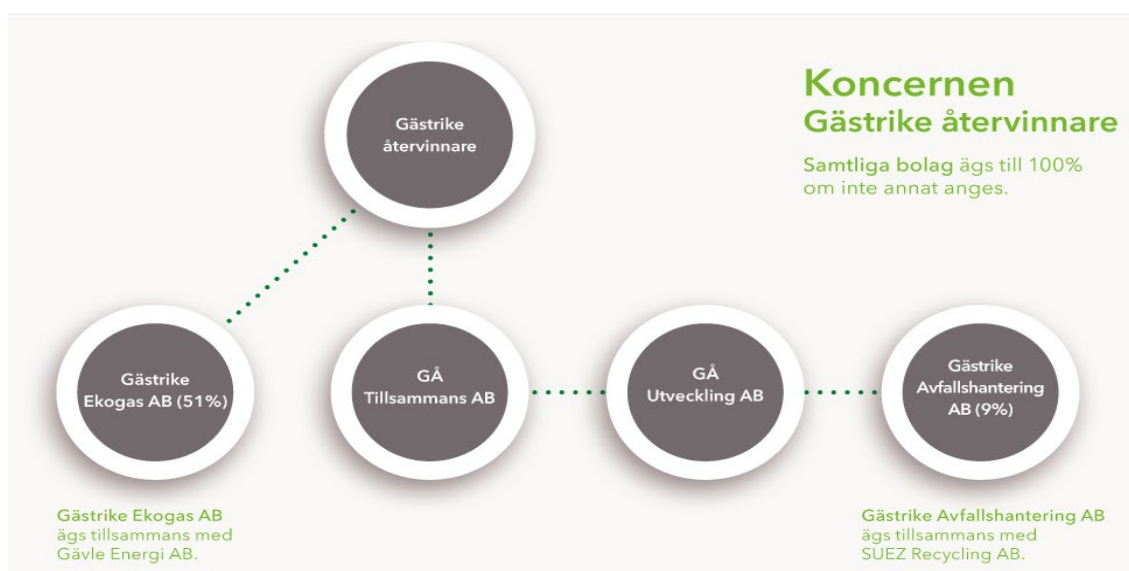 Koncernen
Gästrike återvinnare
Samtliga bolag ägs till 100%
om inte annat anges.
Gästrike
återvinnare
Gästrike
Ekogas AB (51%)
GÅ
Tillsammans AB
GÅ
Utveckling AB
Gästrike
Avfallshantering
AB (9%)
Gästrike Ekogas AB
ägs tillsammans med
Gävle Energi AB.
Gästrike Avfallshantering AB
ägs tillsammans med
SUEZ Recycling AB.